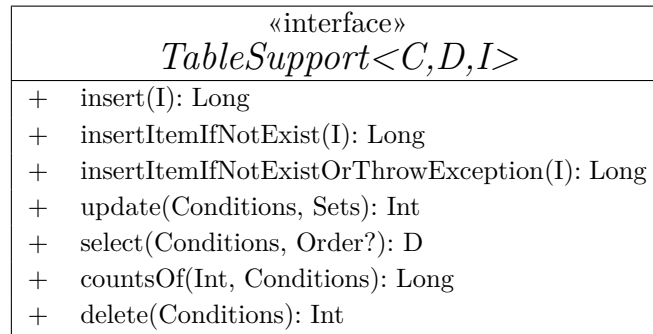 «interface»
TableSupport<C,D,I>
+ insert(I): Long
+ insertItemIfNotExist(I): Long
+ insertItemIfNotExistOrThrowException(I): Long
+ update(Conditions, Sets): Int
+ select(Conditions, Order?): D
+ countsOf(Int, Conditions): Long
+ delete(Conditions): Int